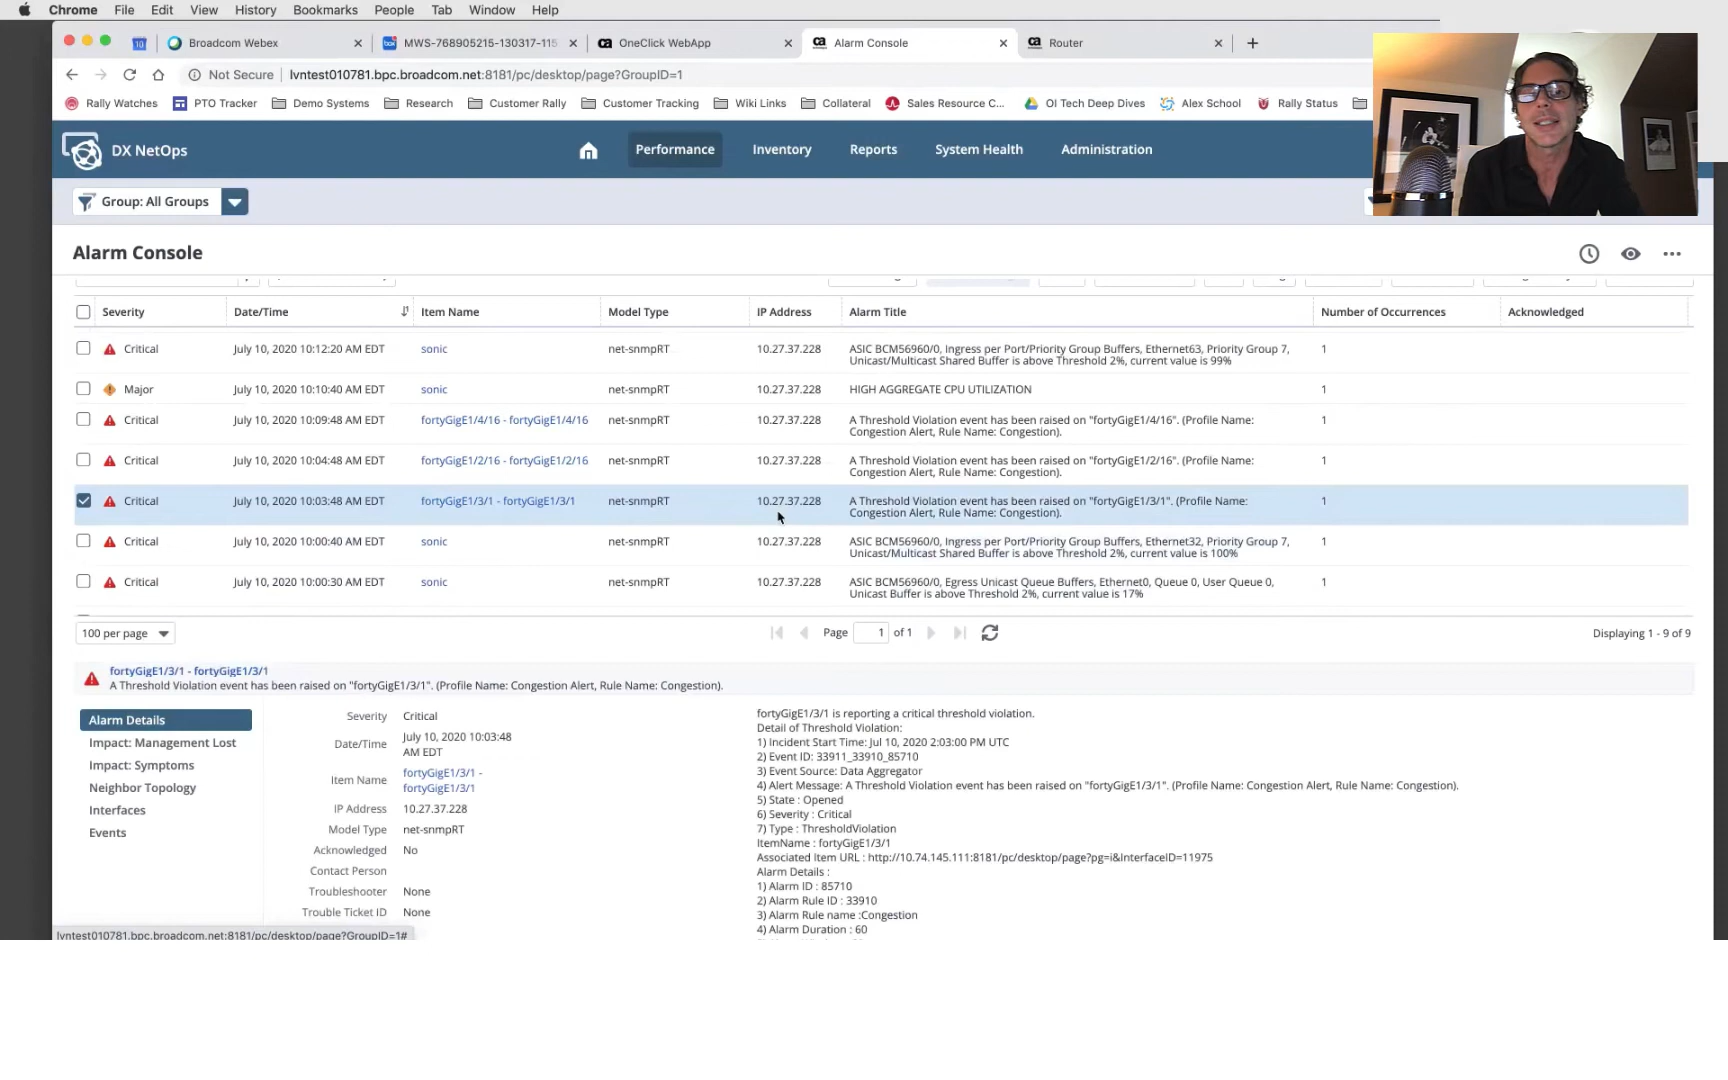 Chrome File Edit View History Bookmarks People Tab Window Help
10 Broadcom Webex MWS-768905215-130317-115 OneClick WebApp Alarm Console Router
Not Secure lvntest010781.bpc.broadcom.net:8181/pc/desktop/page?GroupID=1
Rally Watches PTO Tracker Demo Systems Research Customer Rally Customer Tracking Wiki Links Collateral Sales Resource C... OI Tech Deep Dives Alex School Rally Status
DX NetOps Performance Inventory Reports System Health Administration
Group: All Groups
Alarm Console
Severity Date/Time Item Name Model Type IP Address Alarm Title Number of Occurrences Acknowledged
Critical July 10, 2020 10:12:20 AM EDT sonic net-snmpRT 10.27.37.228 ASIC BCM56960/0, Ingress per Port/Priority Group Buffers, Ethernet63, Priority Group 7, 1
Unicast/Multicast Shared Buffer is above Threshold 2%, current value is 99%
Major July 10, 2020 10:10:40 AM EDT sonic net-snmpRT 10.27.37.228 HIGH AGGREGATE CPU UTILIZATION 1
Critical July 10, 2020 10:09:48 AM EDT fortyGigE1/4/16 - fortyGigE1/4/16 net-snmpRT 10.27.37.228 A Threshold Violation event has been raised on "fortyGigE1/4/16". (Profile Name: 1
Congestion Alert, Rule Name: Congestion).
Critical July 10, 2020 10:04:48 AM EDT fortyGigE1/2/16 - fortyGigE1/2/16 net-snmpRT 10.27.37.228 A Threshold Violation event has been raised on "fortyGigE1/2/16". (Profile Name: 1
Congestion Alert, Rule Name: Congestion).
Critical July 10, 2020 10:03:48 AM EDT fortyGigE1/3/1 - fortyGigE1/3/1 net-snmpRT 10.27.37.228 A Threshold Violation event has been raised on "fortyGigE1/3/1". (Profile Name: 1
Congestion Alert, Rule Name: Congestion).
Critical July 10, 2020 10:00:40 AM EDT sonic net-snmpRT 10.27.37.228 ASIC BCM56960/0, Ingress per Port/Priority Group Buffers, Ethernet32, Priority Group 7, 1
Unicast/Multicast Shared Buffer is above Threshold 2%, current value is 100%
Critical July 10, 2020 10:00:30 AM EDT sonic net-snmpRT 10.27.37.228 ASIC BCM56960/0, Egress Unicast Queue Buffers, Ethernet0, Queue 0, User Queue 0, 1
Unicast Buffer is above Threshold 2%, current value is 17%
100 per page Page 1 of 1 Displaying 1 - 9 of 9
fortyGigE1/3/1 - fortyGigE1/3/1
A Threshold Violation event has been raised on "fortyGigE1/3/1". (Profile Name: Congestion Alert, Rule Name: Congestion).
Alarm Details
Impact: Management Lost
Impact: Symptoms
Neighbor Topology
Interfaces
Events
Severity Critical
Date/Time July 10, 2020 10:03:48
AM EDT
Item Name fortyGigE1/3/1 -
fortyGigE1/3/1
IP Address 10.27.37.228
Model Type net-snmpRT
Acknowledged No
Contact Person
Troubleshooter None
Trouble Ticket ID None
fortyGigE1/3/1 is reporting a critical threshold violation.
Detail of Threshold Violation:
1) Incident Start Time: Jul 10, 2020 2:03:00 PM UTC
2) Event ID: 33911_33910_85710
3) Event Source: Data Aggregator
4) Alert Message: A Threshold Violation event has been raised on "fortyGigE1/3/1". (Profile Name: Congestion Alert, Rule Name: Congestion).
5) State : Opened
6) Severity : Critical
7) Type : ThresholdViolation
ItemName : fortyGigE1/3/1
Associated Item URL : http://10.74.145.111:8181/pc/desktop/page?pg=i&InterfaceID=11975
Alarm Details :
1) Alarm ID : 85710
2) Alarm Rule ID : 33910
3) Alarm Rule name :Congestion
4) Alarm Duration : 60
lvntest010781.bpc.broadcom.net:8181/pc/desktop/page?GroupID=1#